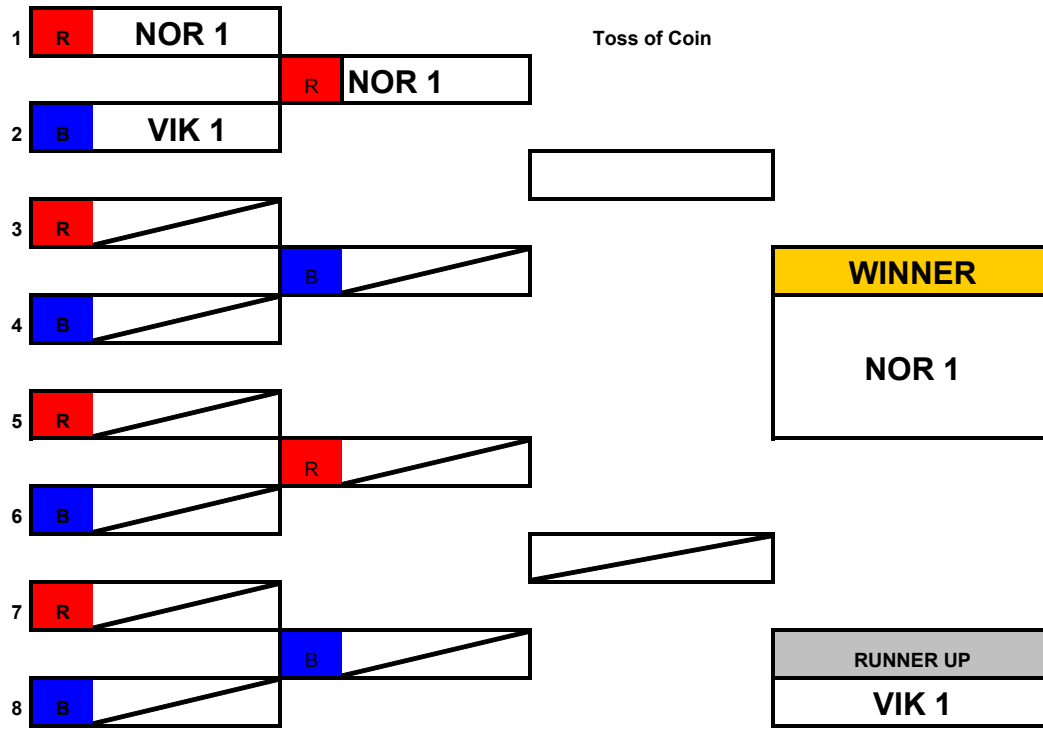 1 R NOR 1 Toss of Coin
R NOR 1
2 B VIK 1
3 R
B WINNER
4 B
NOR 1
5 R
R
6 B
7 R
B RUNNER UP
8 B VIK 1